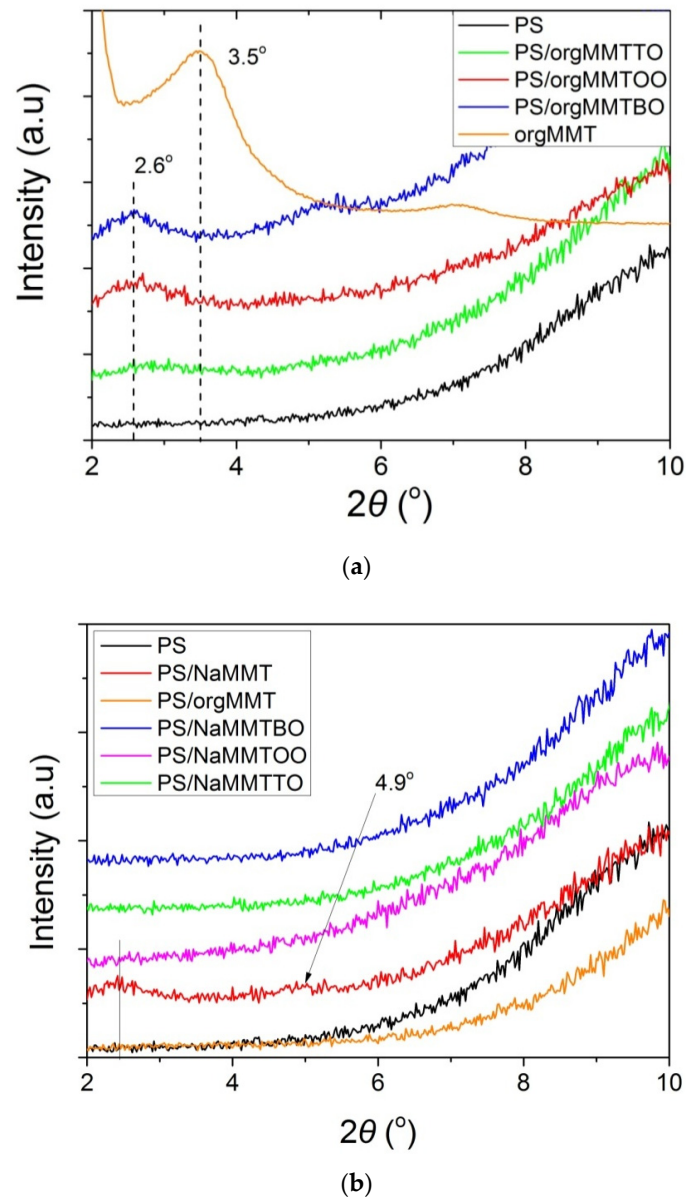 PS
PS/orgMMTTO
PS/orgMMTOO
PS/orgMMTBO
orgMMT
3.5°
2.6°
Intensity (a.u)
2 4 6 8 10
2θ (°)
(a)
PS
PS/NaMMT
PS/orgMMT
PS/NaMMTBO
PS/NaMMTOO
PS/NaMMTTO
4.9°
Intensity (a.u)
2 4 6 8 10
2θ (°)
(b)